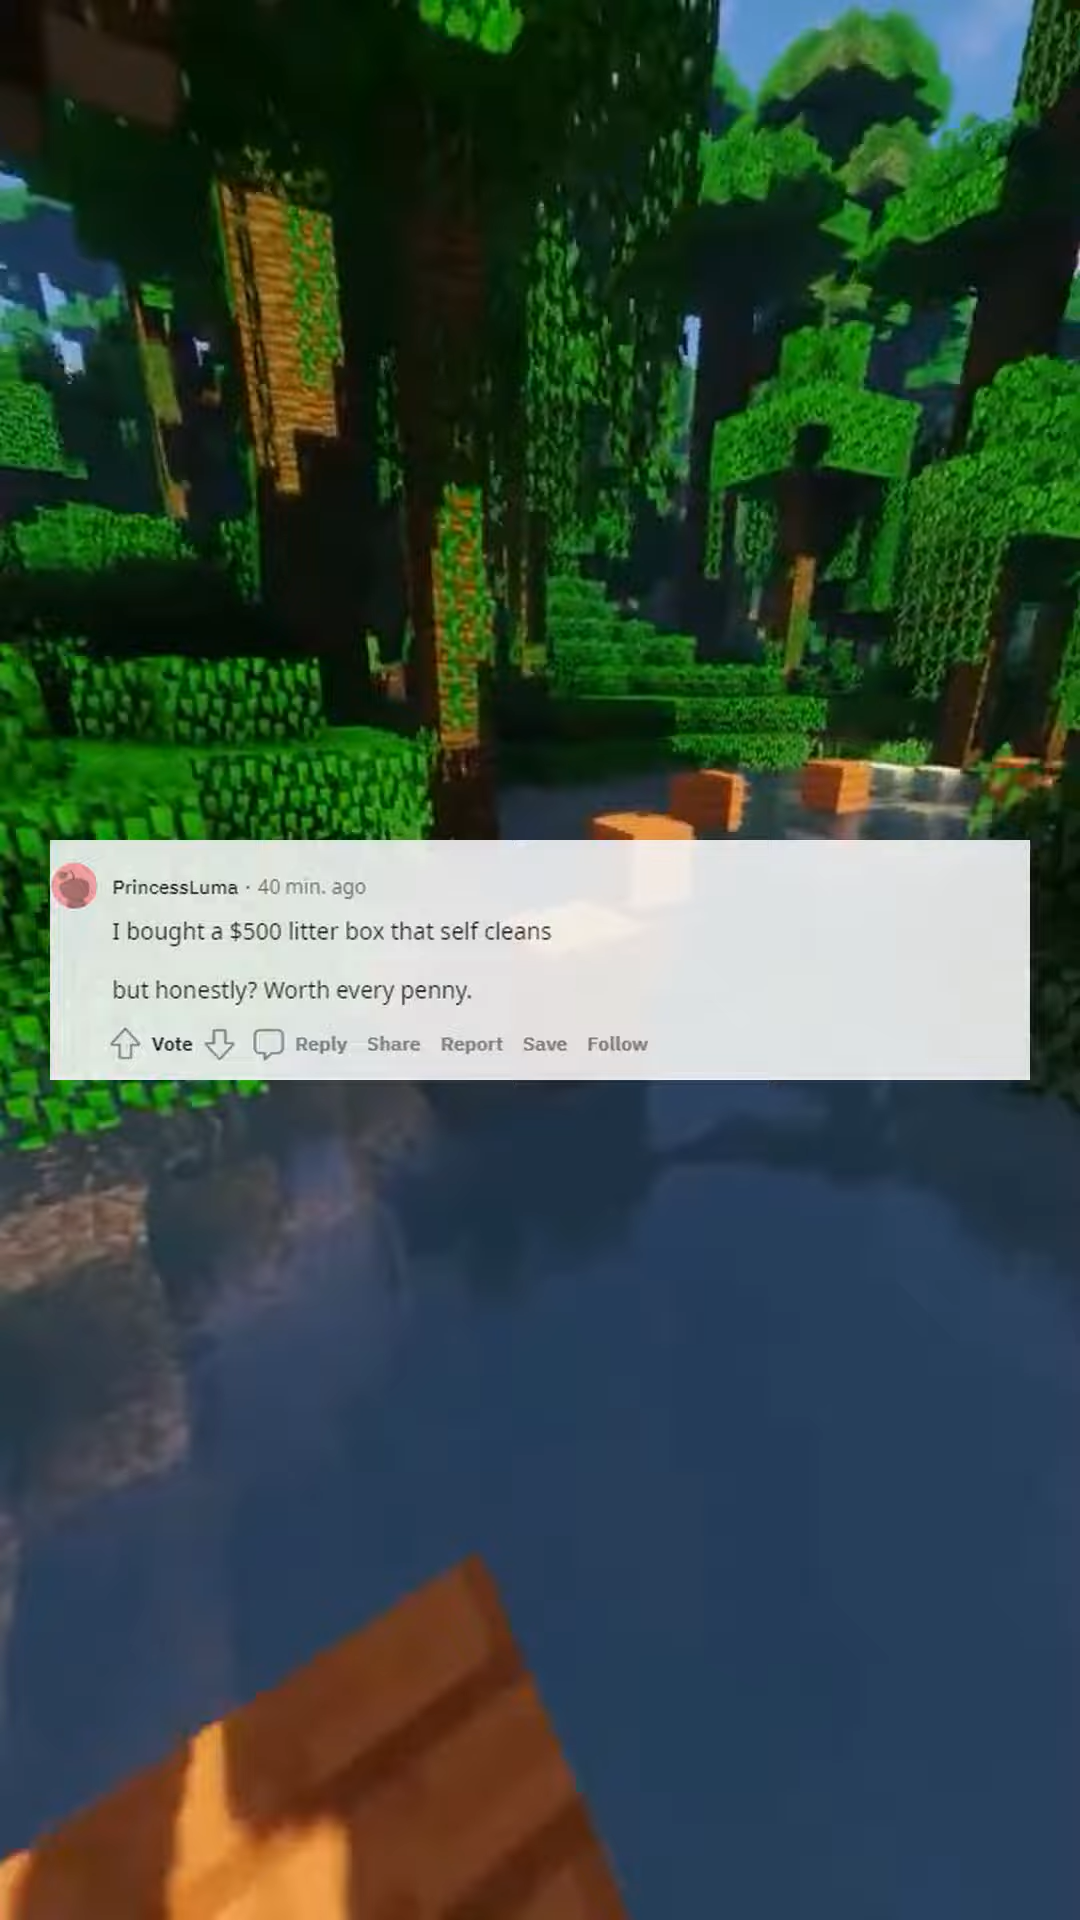 PrincessLuma · 40 min. ago
I bought a $500 litter box that self cleans
but honestly? Worth every penny.
Vote Reply Share Report Save Follow